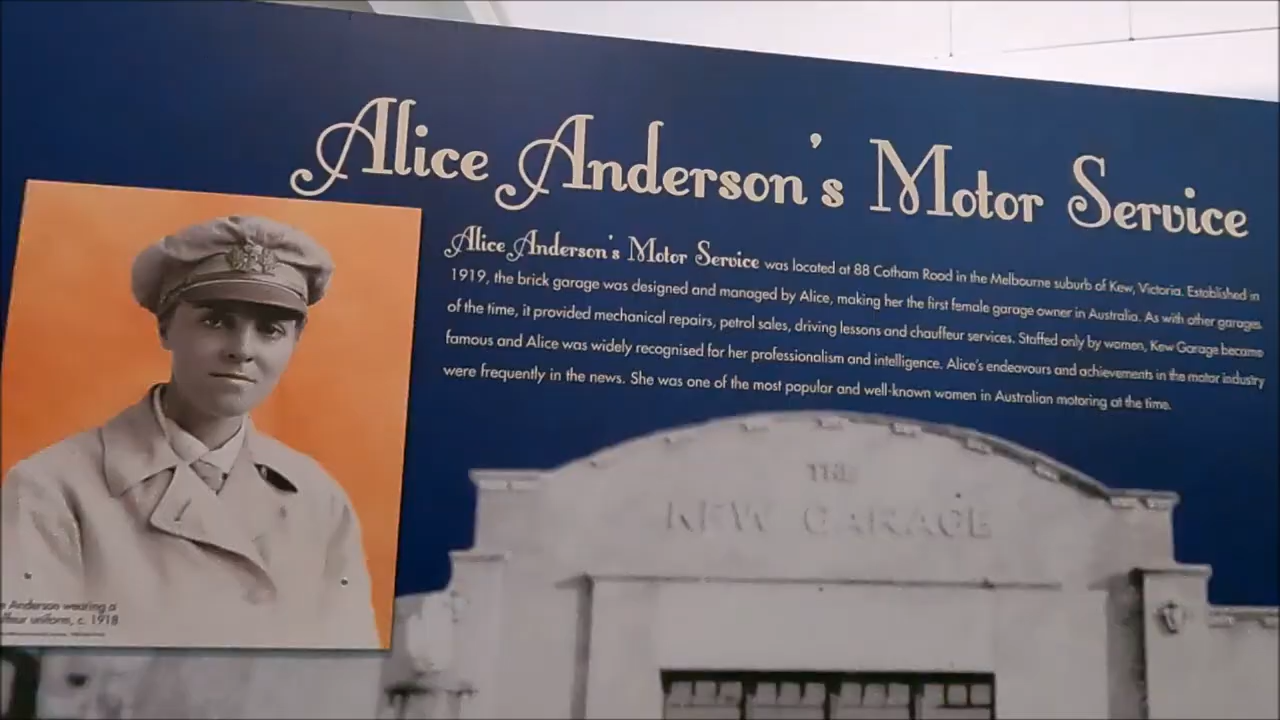 Alice Anderson's Motor Service
Alice Anderson's Motor Service was located at 88 Cotham Road in the Melbourne suburb of Kew, Victoria. Established in
1919, the brick garage was designed and managed by Alice, making her the first female garage owner in Australia. As with other garages
of the time, it provided mechanical repairs, petrol sales, driving lessons and chauffeur services. Staffed only by women, Kew Garage became
famous and Alice was widely recognised for her professionalism and intelligence. Alice's endeavours and achievements in the motor industry
were frequently in the news. She was one of the most popular and well-known women in Australian motoring at the time.
THE
KEW GARAGE
Anderson wearing a
uniform, c. 1918